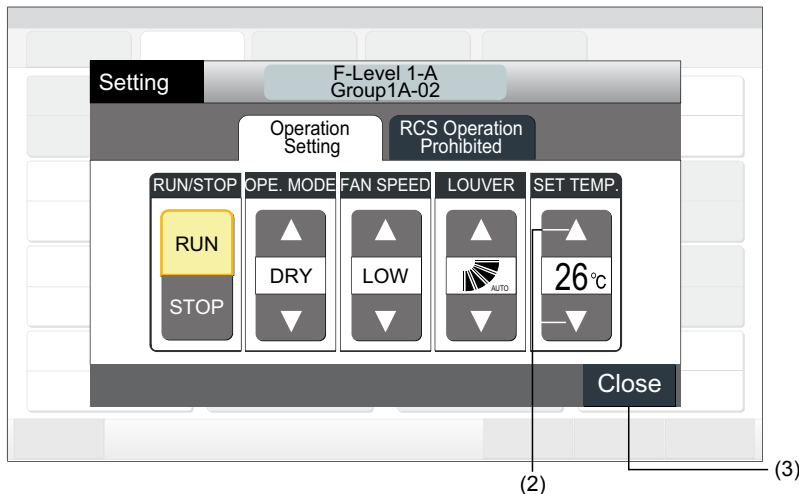 Setting
F-Level 1-A
Group1A-02
Operation
Setting
RCS Operation
Prohibited
RUN/STOP
OPE. MODE
FAN SPEED
LOUVER
SET TEMP.
RUN
STOP
DRY
LOW
AUTO
26°C
Close
(2)
(3)